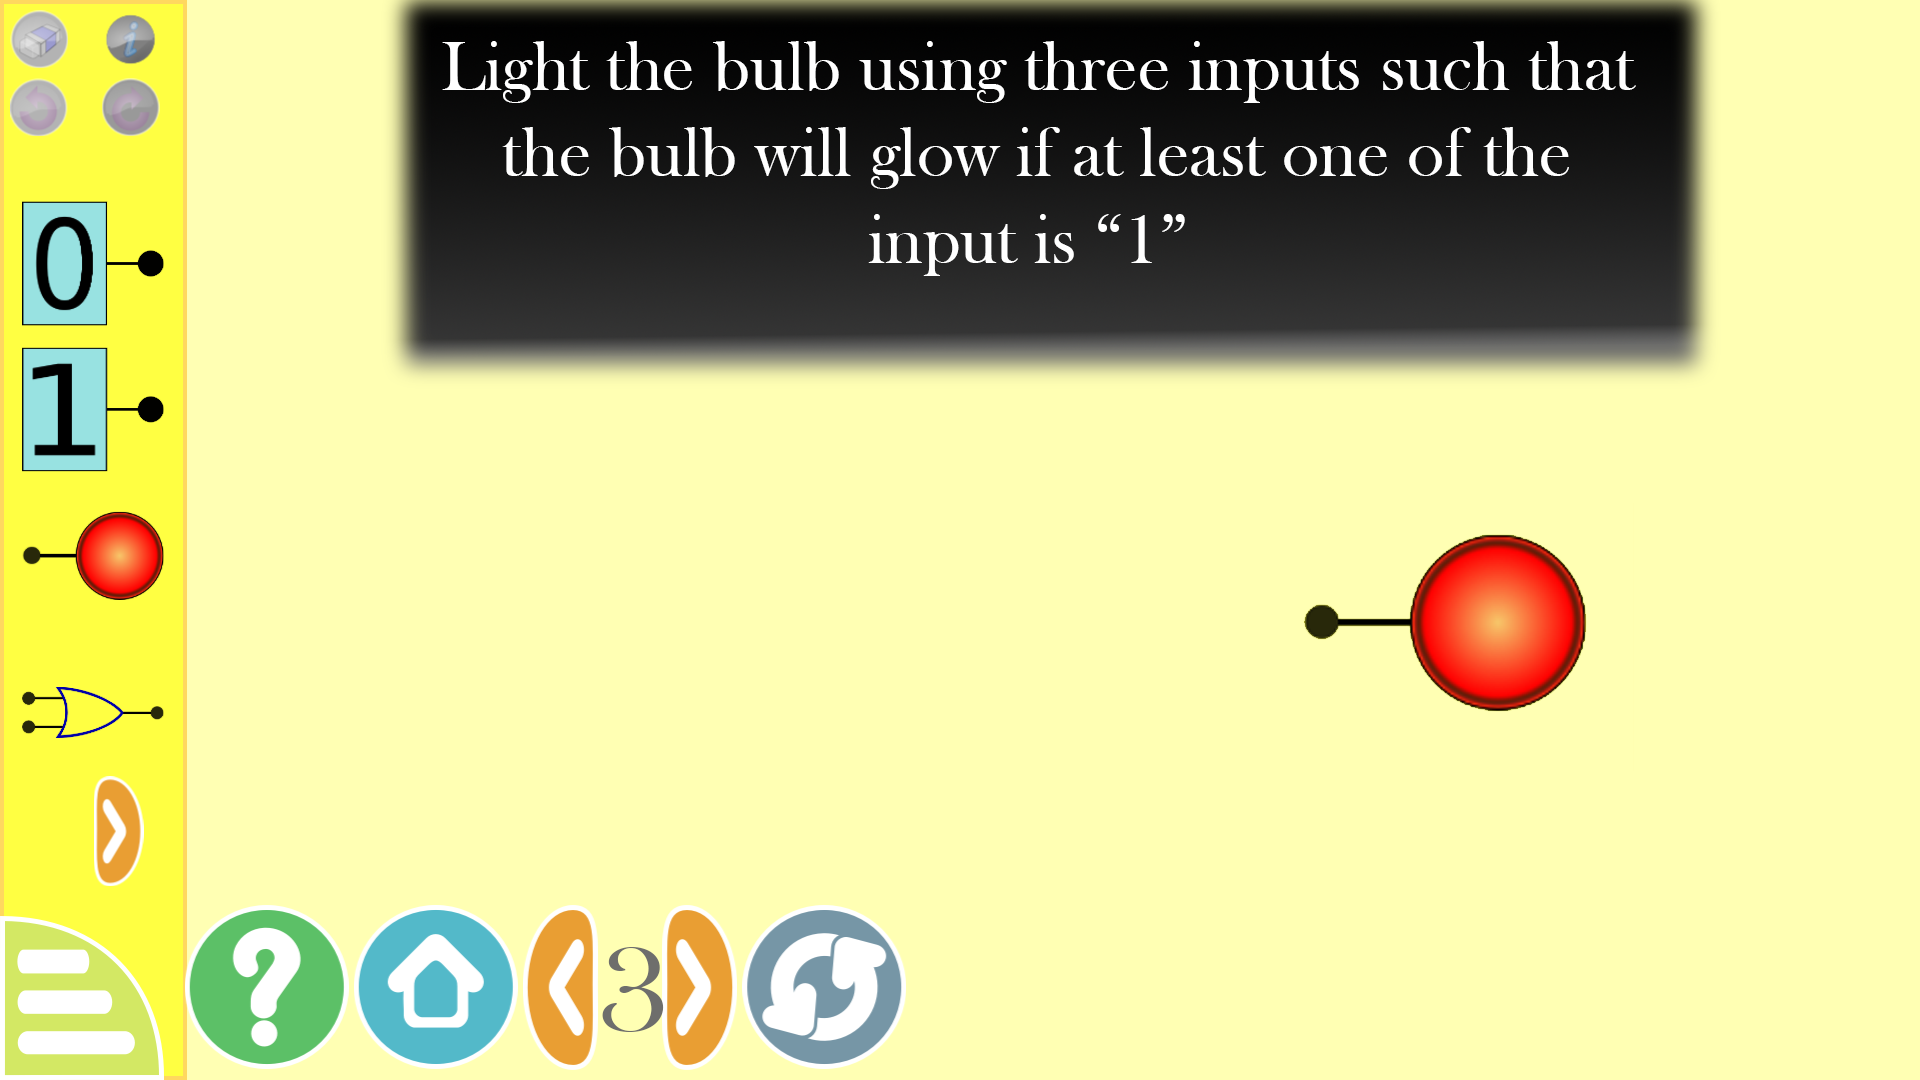 Light the bulb using three inputs such that
the bulb will glow if at least one of the
input is “1”
0
1
3